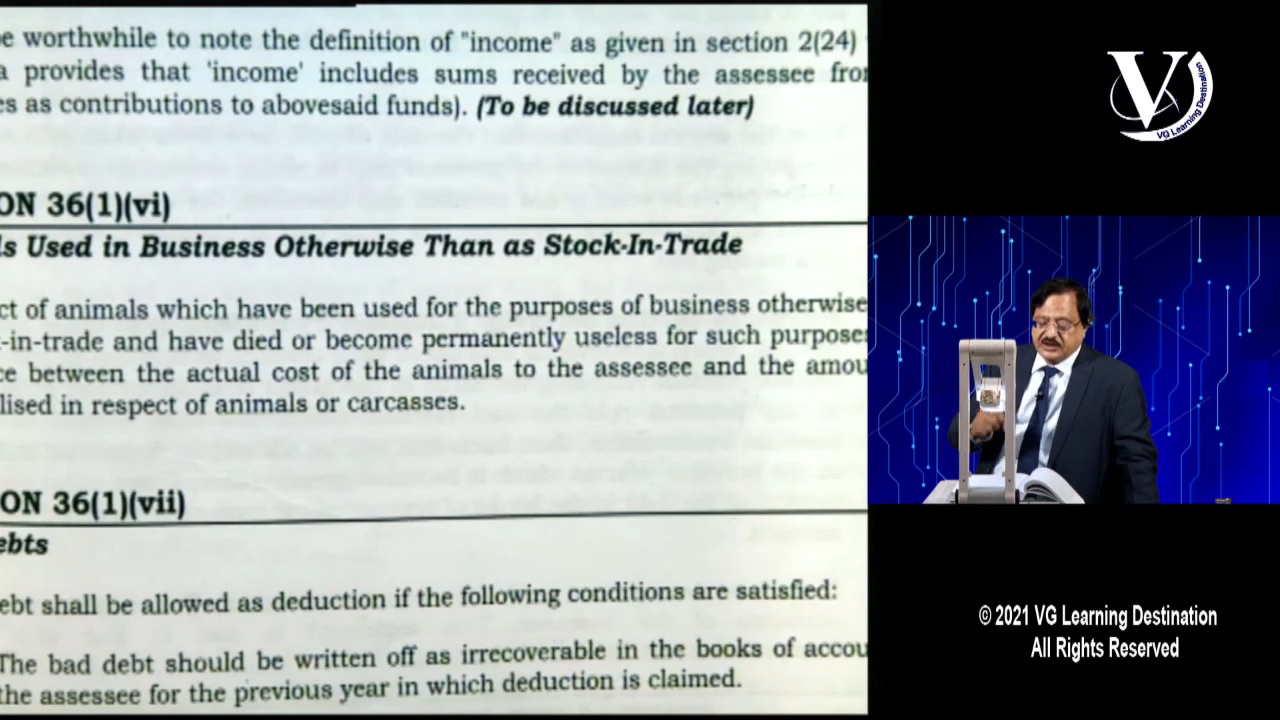 e worthwhile to note the definition of "income" as given in section 2(24)
a provides that 'income' includes sums received by the assessee from
es as contributions to abovesaid funds). (To be discussed later)
ON 36(1)(vi)
ls Used in Business Otherwise Than as Stock-In-Trade
ct of animals which have been used for the purposes of business otherwise
-in-trade and have died or become permanently useless for such purpose
ce between the actual cost of the animals to the assessee and the amou
lised in respect of animals or carcasses.
ON 36(1)(vii)
ebts
ebt shall be allowed as deduction if the following conditions are satisfied:
The bad debt should be written off as irrecoverable in the books of accou
the assessee for the previous year in which deduction is claimed.
V
VG Learning Destination
© 2021 VG Learning Destination
All Rights Reserved